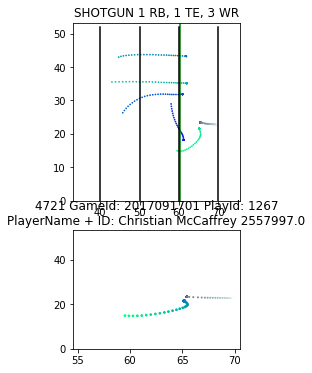 SHOTGUN 1 RB, 1 TE, 3 WR
50
40
30
20
10
0
40 50 60 70
4721 GameId: 2017091701 PlayId: 1267
PlayerName + ID: Christian McCaffrey 2557997.0
40
20
0
55 60 65 70